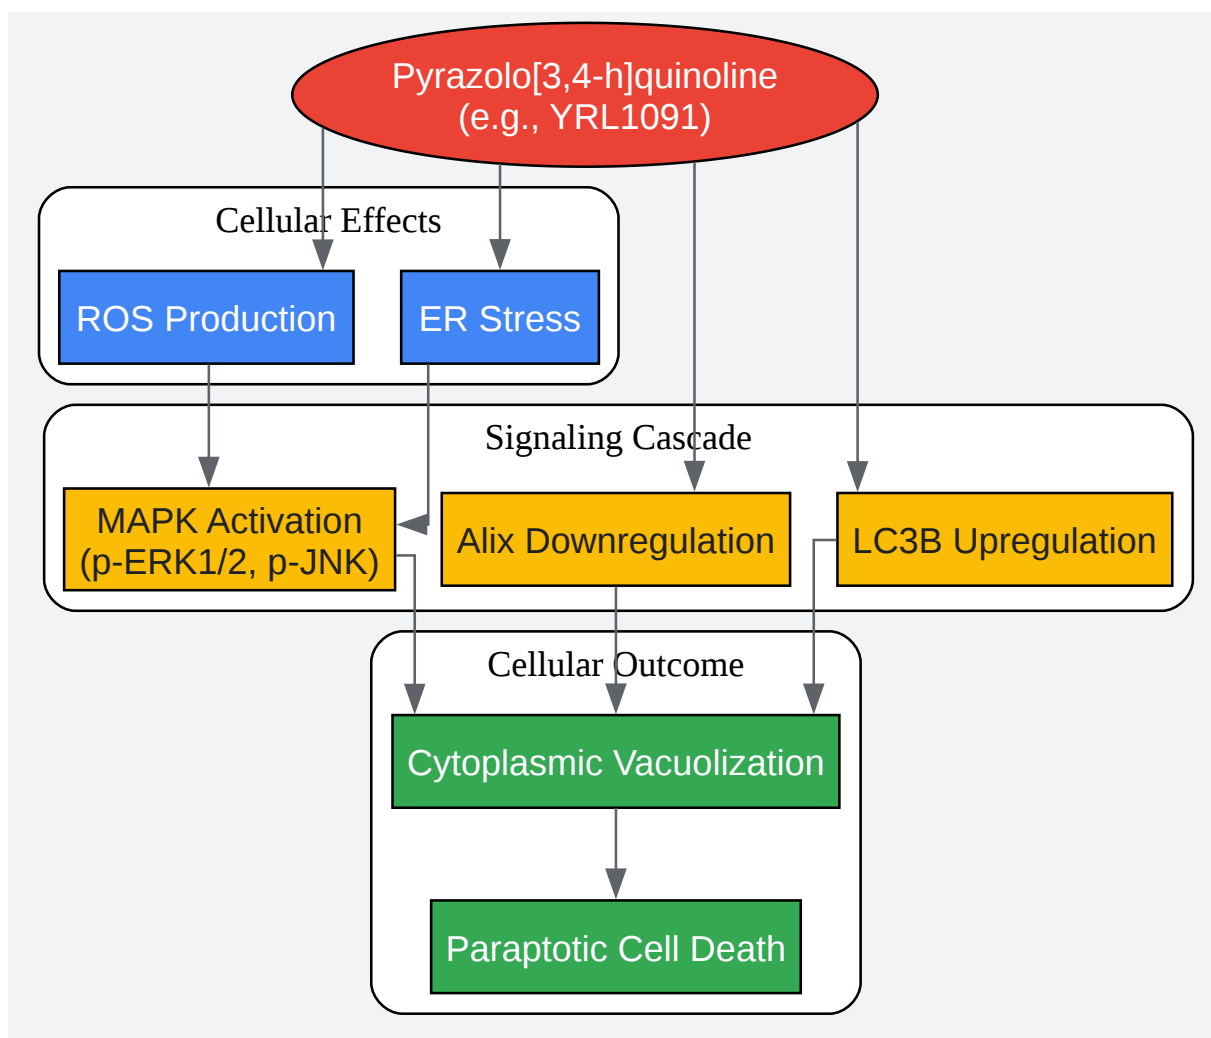 Pyrazolo[3,4-h]quinoline
(e.g., YRL1091)
Cellular Effects
ROS Production
ER Stress
Signaling Cascade
MAPK Activation
(p-ERK1/2, p-JNK)
Alix Downregulation
LC3B Upregulation
Cellular Outcome
Cytoplasmic Vacuolization
Paraptotic Cell Death